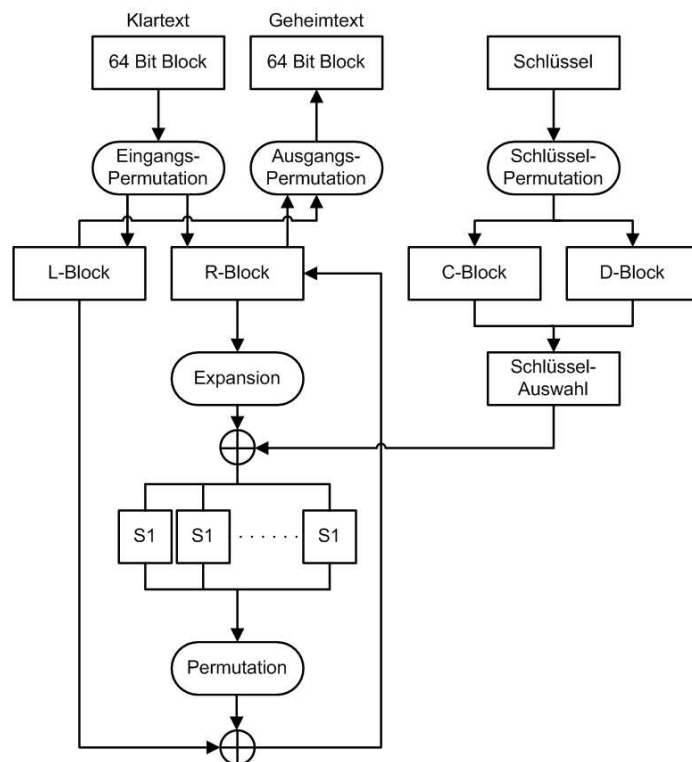 Klartext
Geheimtext
64 Bit Block
64 Bit Block
Schlüssel
Eingangs-
Permutation
Ausgangs-
Permutation
Schlüssel-
Permutation
L-Block
R-Block
C-Block
D-Block
Expansion
Schlüssel-
Auswahl
S1
S1
. . . . . .
S1
Permutation